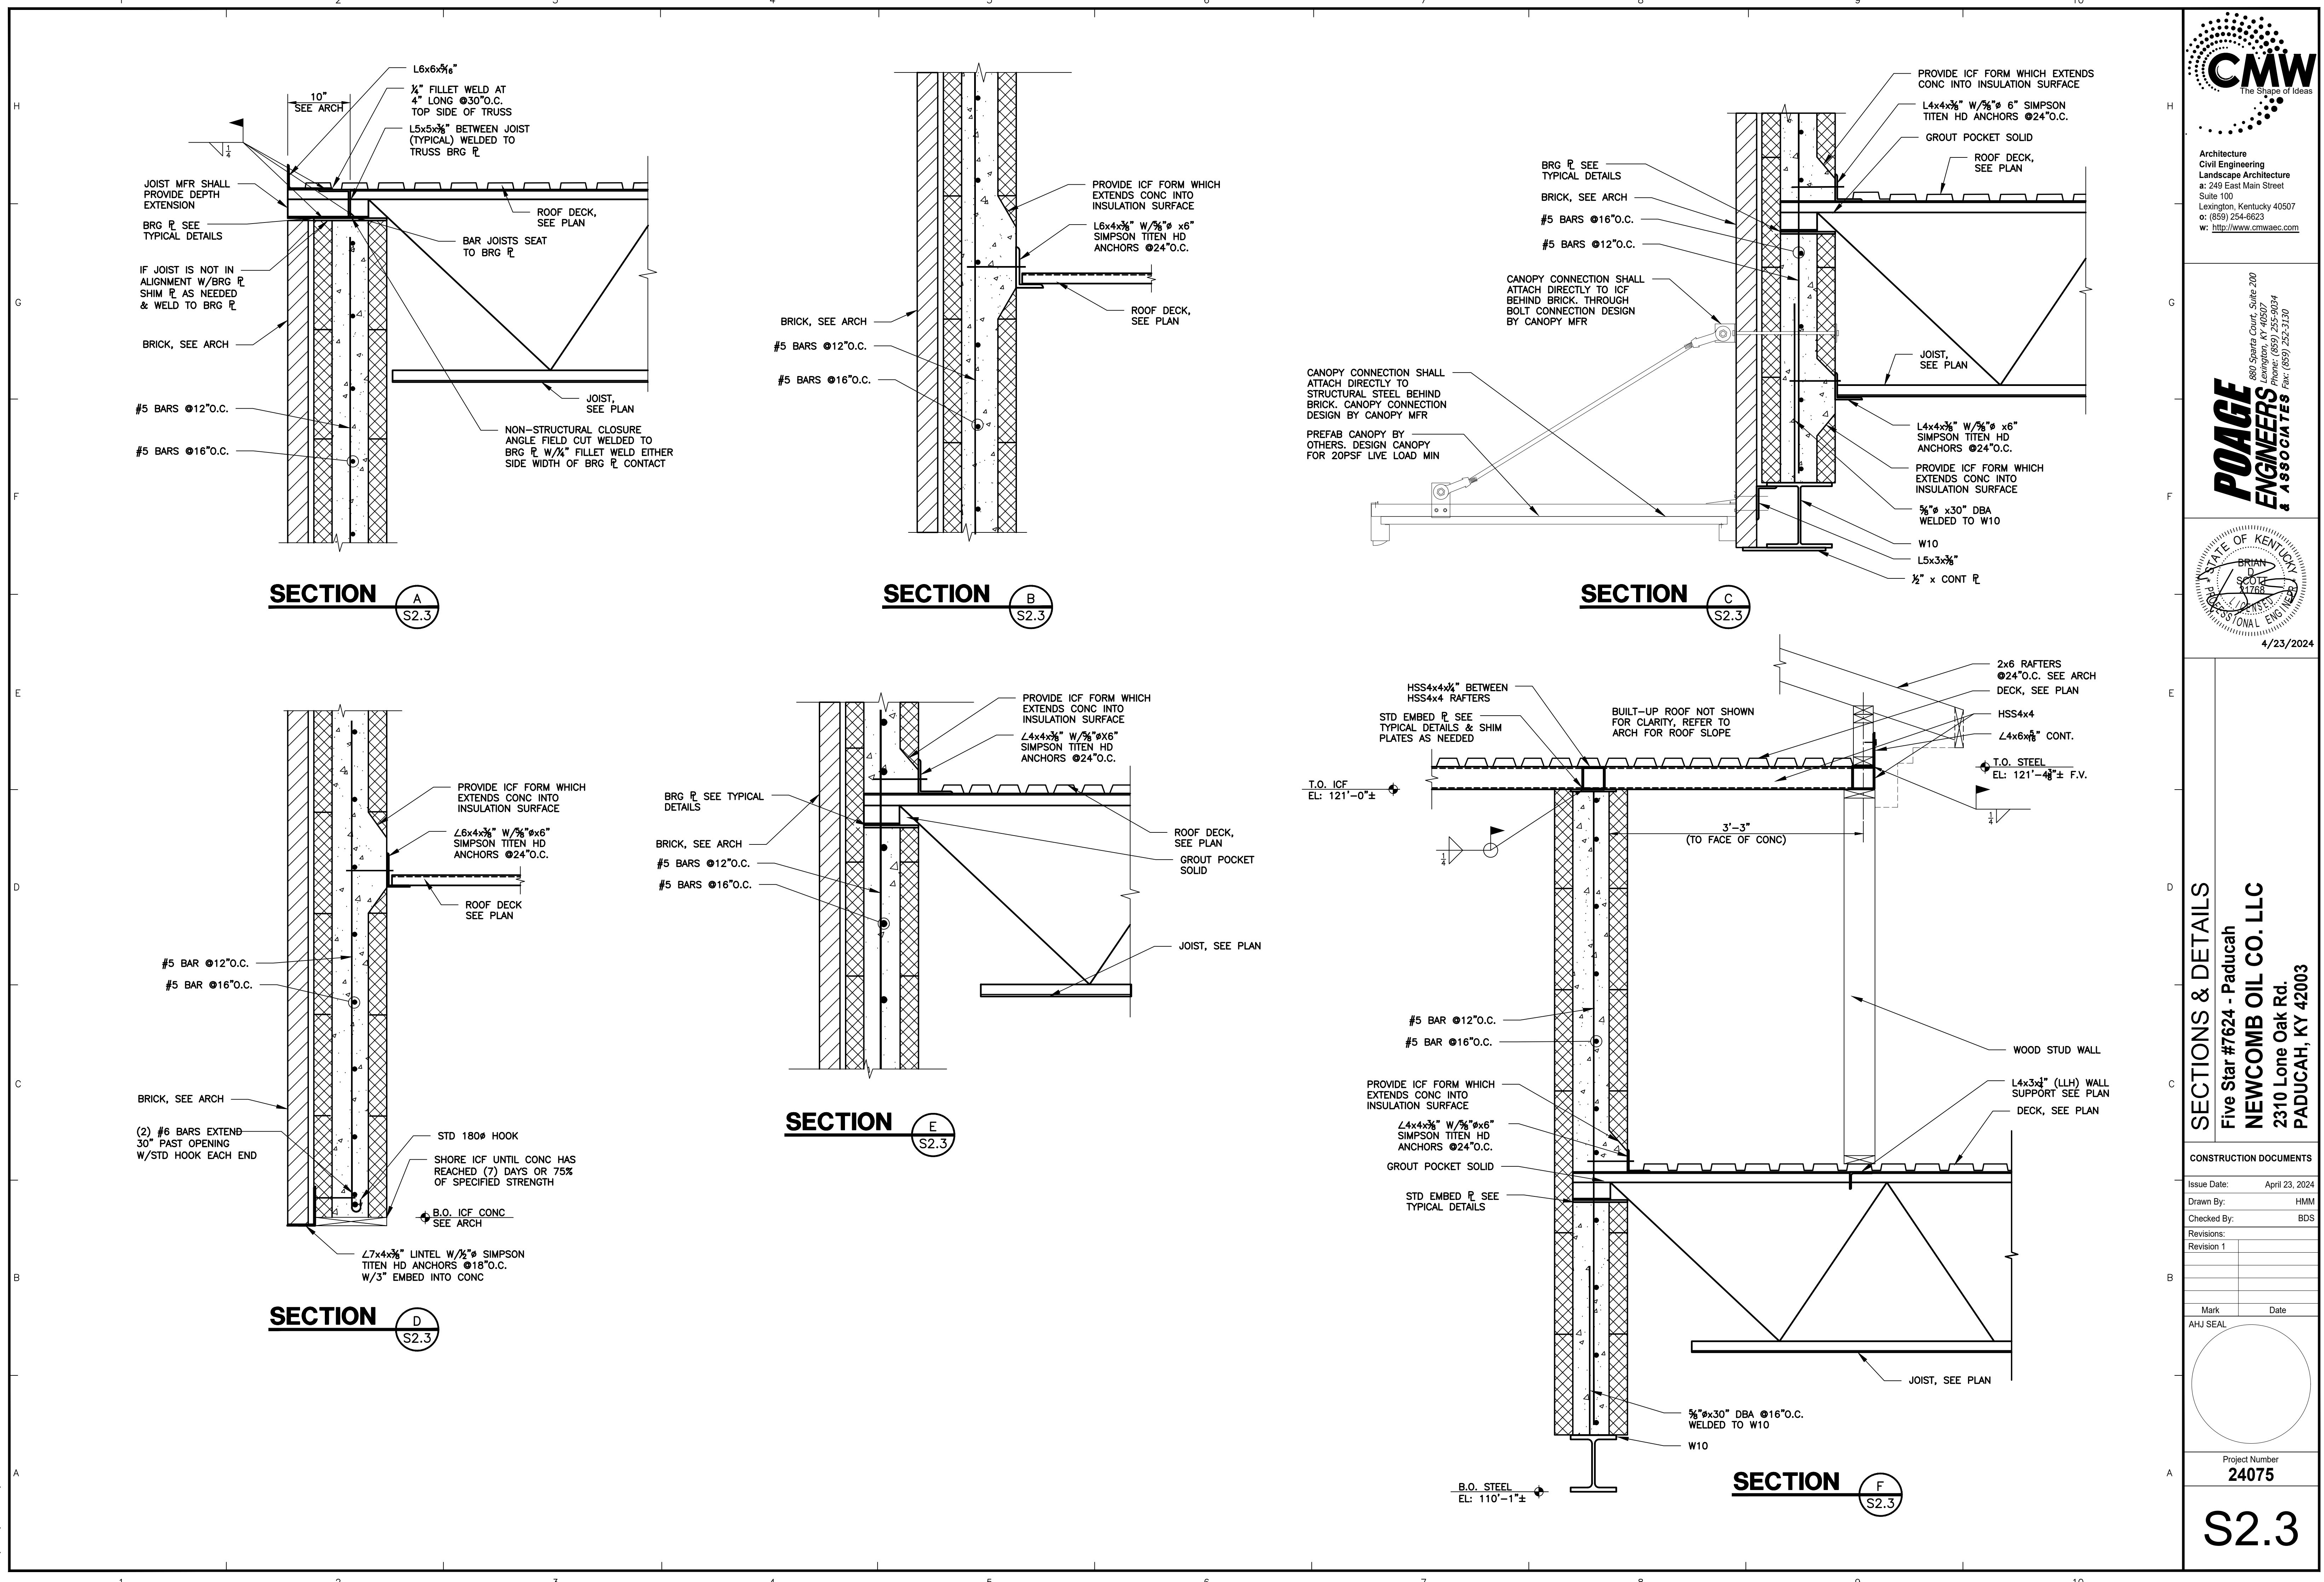 L6x6x5/16"
1/4" FILLET WELD AT
4" LONG @30"O.C.
TOP SIDE OF TRUSS
L5x5x3/8" BETWEEN JOIST
(TYPICAL) WELDED TO
TRUSS BRG PL
10"
SEE ARCH
1/4
JOIST MFR SHALL
PROVIDE DEPTH
EXTENSION
BRG PL SEE
TYPICAL DETAILS
IF JOIST IS NOT IN
ALIGNMENT W/BRG PL
SHIM PL AS NEEDED
& WELD TO BRG PL
BRICK, SEE ARCH
#5 BARS @12"O.C.
#5 BARS @16"O.C.
ROOF DECK,
SEE PLAN
BAR JOISTS SEAT
TO BRG PL
JOIST,
SEE PLAN
NON-STRUCTURAL CLOSURE
ANGLE FIELD CUT WELDED TO
BRG PL W/1/4" FILLET WELD EITHER
SIDE WIDTH OF BRG PL CONTACT
SECTION
A
S2.3
PROVIDE ICF FORM WHICH
EXTENDS CONC INTO
INSULATION SURFACE
L6x4x3/8" W/5/8"ø x6"
SIMPSON TITEN HD
ANCHORS @24"O.C.
ROOF DECK,
SEE PLAN
BRICK, SEE ARCH
#5 BARS @12"O.C.
#5 BARS @16"O.C.
SECTION
B
S2.3
PROVIDE ICF FORM WHICH EXTENDS
CONC INTO INSULATION SURFACE
L4x4x3/8" W/5/8"ø 6" SIMPSON
TITEN HD ANCHORS @24"O.C.
GROUT POCKET SOLID
ROOF DECK,
SEE PLAN
BRG PL SEE
TYPICAL DETAILS
BRICK, SEE ARCH
#5 BARS @16"O.C.
#5 BARS @12"O.C.
CANOPY CONNECTION SHALL
ATTACH DIRECTLY TO ICF
BEHIND BRICK. THROUGH
BOLT CONNECTION DESIGN
BY CANOPY MFR
CANOPY CONNECTION SHALL
ATTACH DIRECTLY TO
STRUCTURAL STEEL BEHIND
BRICK. CANOPY CONNECTION
DESIGN BY CANOPY MFR
PREFAB CANOPY BY
OTHERS. DESIGN CANOPY
FOR 20PSF LIVE LOAD MIN
JOIST,
SEE PLAN
L4x4x3/8" W/5/8"ø x6"
SIMPSON TITEN HD
ANCHORS @24"O.C.
PROVIDE ICF FORM WHICH
EXTENDS CONC INTO
INSULATION SURFACE
5/8"ø x30" DBA
WELDED TO W10
W10
L5x3x3/8"
1/2" x CONT PL
SECTION
C
S2.3
PROVIDE ICF FORM WHICH
EXTENDS CONC INTO
INSULATION SURFACE
∠6x4x3/8" W/5/8"øx6"
SIMPSON TITEN HD
ANCHORS @24"O.C.
ROOF DECK
SEE PLAN
#5 BAR @12"O.C.
#5 BAR @16"O.C.
BRICK, SEE ARCH
(2) #6 BARS EXTEND
30" PAST OPENING
W/STD HOOK EACH END
STD 180ø HOOK
SHORE ICF UNTIL CONC HAS
REACHED (7) DAYS OR 75%
OF SPECIFIED STRENGTH
B.O. ICF CONC
SEE ARCH
∠7x4x3/8" LINTEL W/1/2"ø SIMPSON
TITEN HD ANCHORS @18"O.C.
W/3" EMBED INTO CONC
SECTION
D
S2.3
PROVIDE ICF FORM WHICH
EXTENDS CONC INTO
INSULATION SURFACE
∠4x4x3/8" W/5/8"øX6"
SIMPSON TITEN HD
ANCHORS @24"O.C.
BRG PL SEE TYPICAL
DETAILS
BRICK, SEE ARCH
#5 BARS @12"O.C.
#5 BARS @16"O.C.
ROOF DECK,
SEE PLAN
GROUT POCKET
SOLID
JOIST, SEE PLAN
SECTION
E
S2.3
HSS4x4x1/4" BETWEEN
HSS4x4 RAFTERS
STD EMBED PL SEE
TYPICAL DETAILS & SHIM
PLATES AS NEEDED
BUILT-UP ROOF NOT SHOWN
FOR CLARITY, REFER TO
ARCH FOR ROOF SLOPE
2x6 RAFTERS
@24"O.C. SEE ARCH
DECK, SEE PLAN
HSS4x4
CONT.
T.O. STEEL
F.V.
T.O. ICF
EL: 121'-0"±
1/4
1/4
3'-3"
(TO FACE OF CONC)
#5 BAR @12"O.C.
#5 BAR @16"O.C.
PROVIDE ICF FORM WHICH
EXTENDS CONC INTO
INSULATION SURFACE
∠4x4x3/8" W/5/8"øx6"
SIMPSON TITEN HD
ANCHORS @24"O.C.
GROUT POCKET SOLID
STD EMBED PL SEE
TYPICAL DETAILS
WOOD STUD WALL
L4x3x1/4" (LLH) WALL
SUPPORT SEE PLAN
DECK, SEE PLAN
JOIST, SEE PLAN
5/8"øx30" DBA @16"O.C.
WELDED TO W10
W10
B.O. STEEL
EL: 110'-1"±
SECTION
F
S2.3
CMW
The Shape of Ideas
Architecture
Civil Engineering
Landscape Architecture
a: 249 East Main Street
Suite 100
Lexington, Kentucky 40507
o: (859) 254-6623
w: http://www.cmwaec.com
POAGE
ENGINEERS
& ASSOCIATES
880 Sparta Court, Suite 200
Lexington, KY 40507
Phone: (859) 255-9034
Fax: (859) 252-3130
STATE OF KENTUCKY
BRIAN
D
SCOTT
21768
LICENSED
PROFESSIONAL ENGINEER
4/23/2024
SECTIONS & DETAILS
Five Star #7624 - Paducah
NEWCOMB OIL CO. LLC
2310 Lone Oak Rd.
PADUCAH, KY 42003
CONSTRUCTION DOCUMENTS
Issue Date: April 23, 2024
Drawn By: HMM
Checked By: BDS
Revisions:
Revision 1
Mark Date
AHJ SEAL
Project Number
24075
S2.3
H
G
F
E
D
C
B
A
H
G
F
E
D
C
B
A